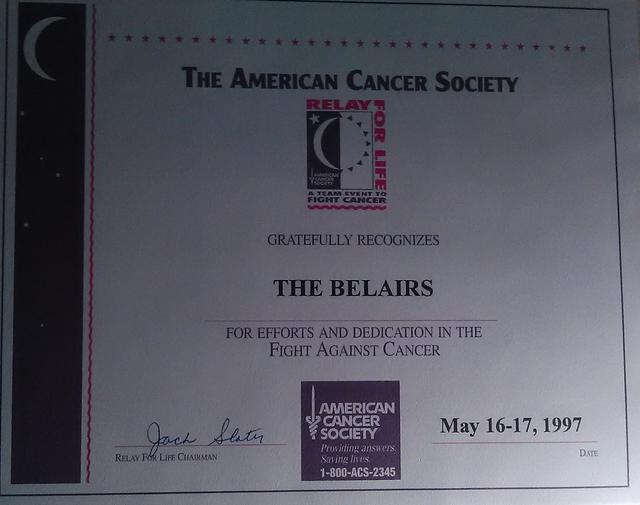 THE AMERICAN CANCER SOCIETY
RELAY FOR LIFE
AMERICAN
CANCER
SOCIETY
A TEAM EVENT TO
FIGHT CANCER
GRATEFULLY RECOGNIZES
THE BELAIRS
FOR EFFORTS AND DEDICATION IN THE
FIGHT AGAINST CANCER
Jack Slater
RELAY FOR LIFE CHAIRMAN
AMERICAN
CANCER
SOCIETY
Providing answers.
Saving lives.
1-800-ACS-2345
May 16-17, 1997
DATE